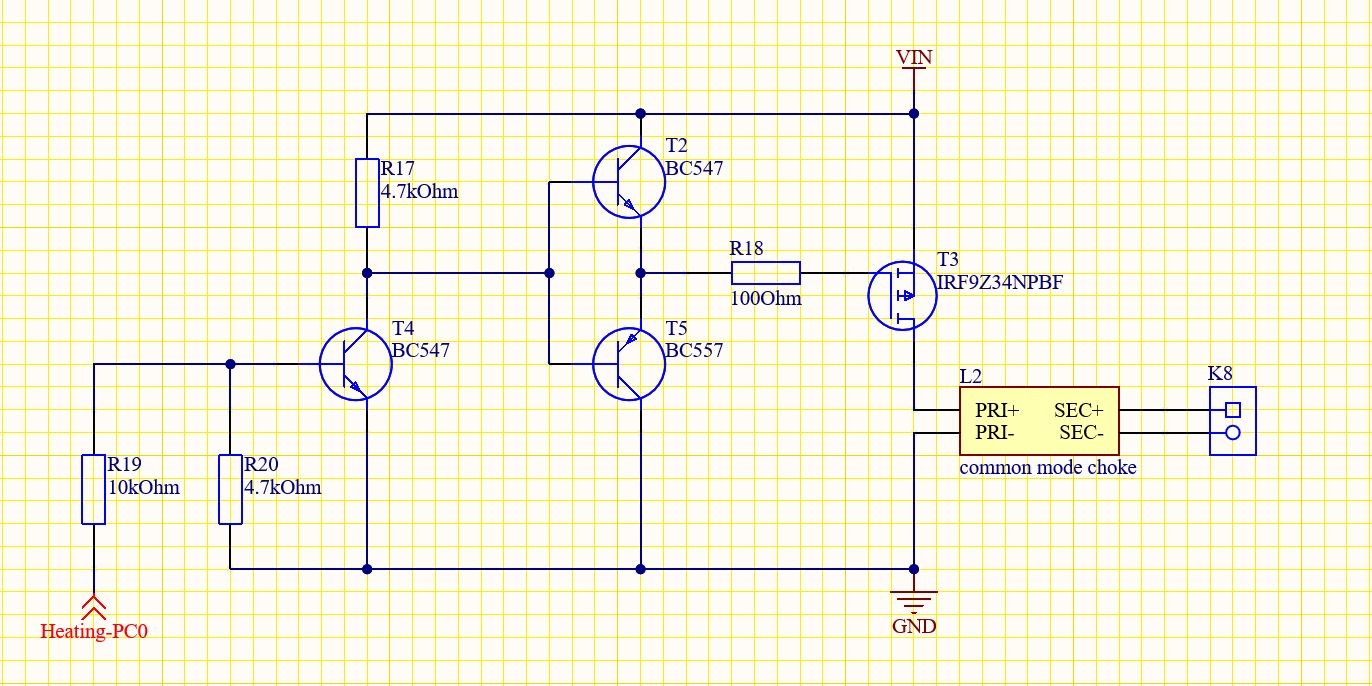 VIN
T2
BC547
R17
4.7kOhm
R18
100Ohm
T3
IRF9Z34NPBF
T4
BC547
T5
BC557
L2
PRI+ SEC+
PRI- SEC-
common mode choke
K8
R19
10kOhm
R20
4.7kOhm
Heating-PC0
GND